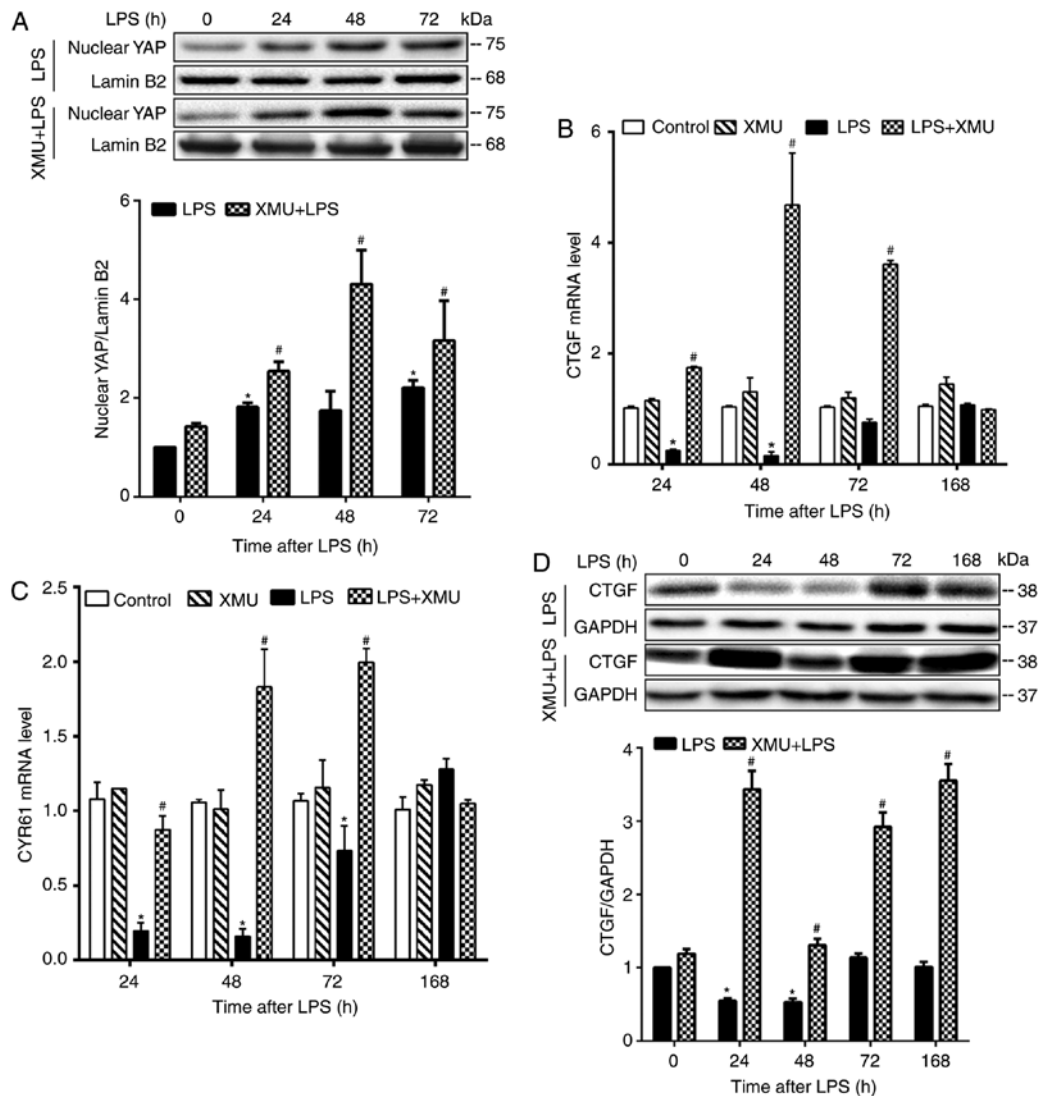 A
LPS (h) 0 24 48 72 kDa
LPS
Nuclear YAP -- 75
Lamin B2 -- 68
XMU+LPS
Nuclear YAP -- 75
Lamin B2 -- 68
LPS XMU+LPS
Nuclear YAP/Lamin B2
6
4
2
0
* # # * #
0 24 48 72
Time after LPS (h)
B
Control XMU LPS LPS+XMU
CTGF mRNA level
6
4
2
0
* # * # #
24 48 72 168
Time after LPS (h)
C
Control XMU LPS LPS+XMU
CYR61 mRNA level
2.5
2.0
1.5
1.0
0.5
0.0
* # * # * #
24 48 72 168
Time after LPS (h)
D
LPS (h) 0 24 48 72 168 kDa
LPS
CTGF -- 38
GAPDH -- 37
XMU+LPS
CTGF -- 38
GAPDH -- 37
LPS XMU+LPS
CTGF/GAPDH
4
3
2
1
0
* # * # # #
0 24 48 72 168
Time after LPS (h)